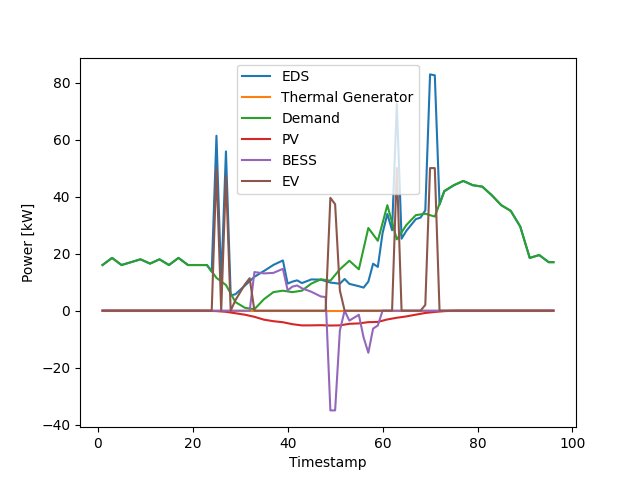 EDS
Thermal Generator
Demand
PV
BESS
EV
80
60
40
20
0
−20
−40
Power [kW]
0 20 40 60 80 100
Timestamp